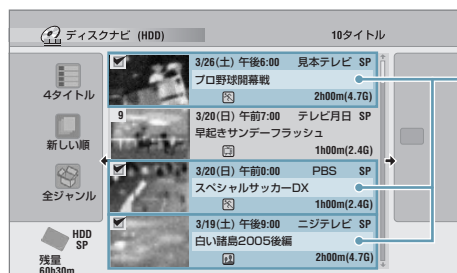 ディスクナビ (HDD) 10タイトル
4タイトル
新しい順
全ジャンル
HDD
SP
残量
60h30m
3/26(土) 午後6:00 見本テレビ SP
プロ野球開幕戦
2h00m(4.7G)
9
3/20(日) 午前7:00 テレビ月日 SP
早起きサンデーフラッシュ
1h00m(2.4G)
3/20(日) 午前0:00 PBS SP
スペシャルサッカーDX
1h00m(2.4G)
3/19(土) 午後9:00 ニジテレビ SP
白い諸島2005後編
2h00m(4.7G)